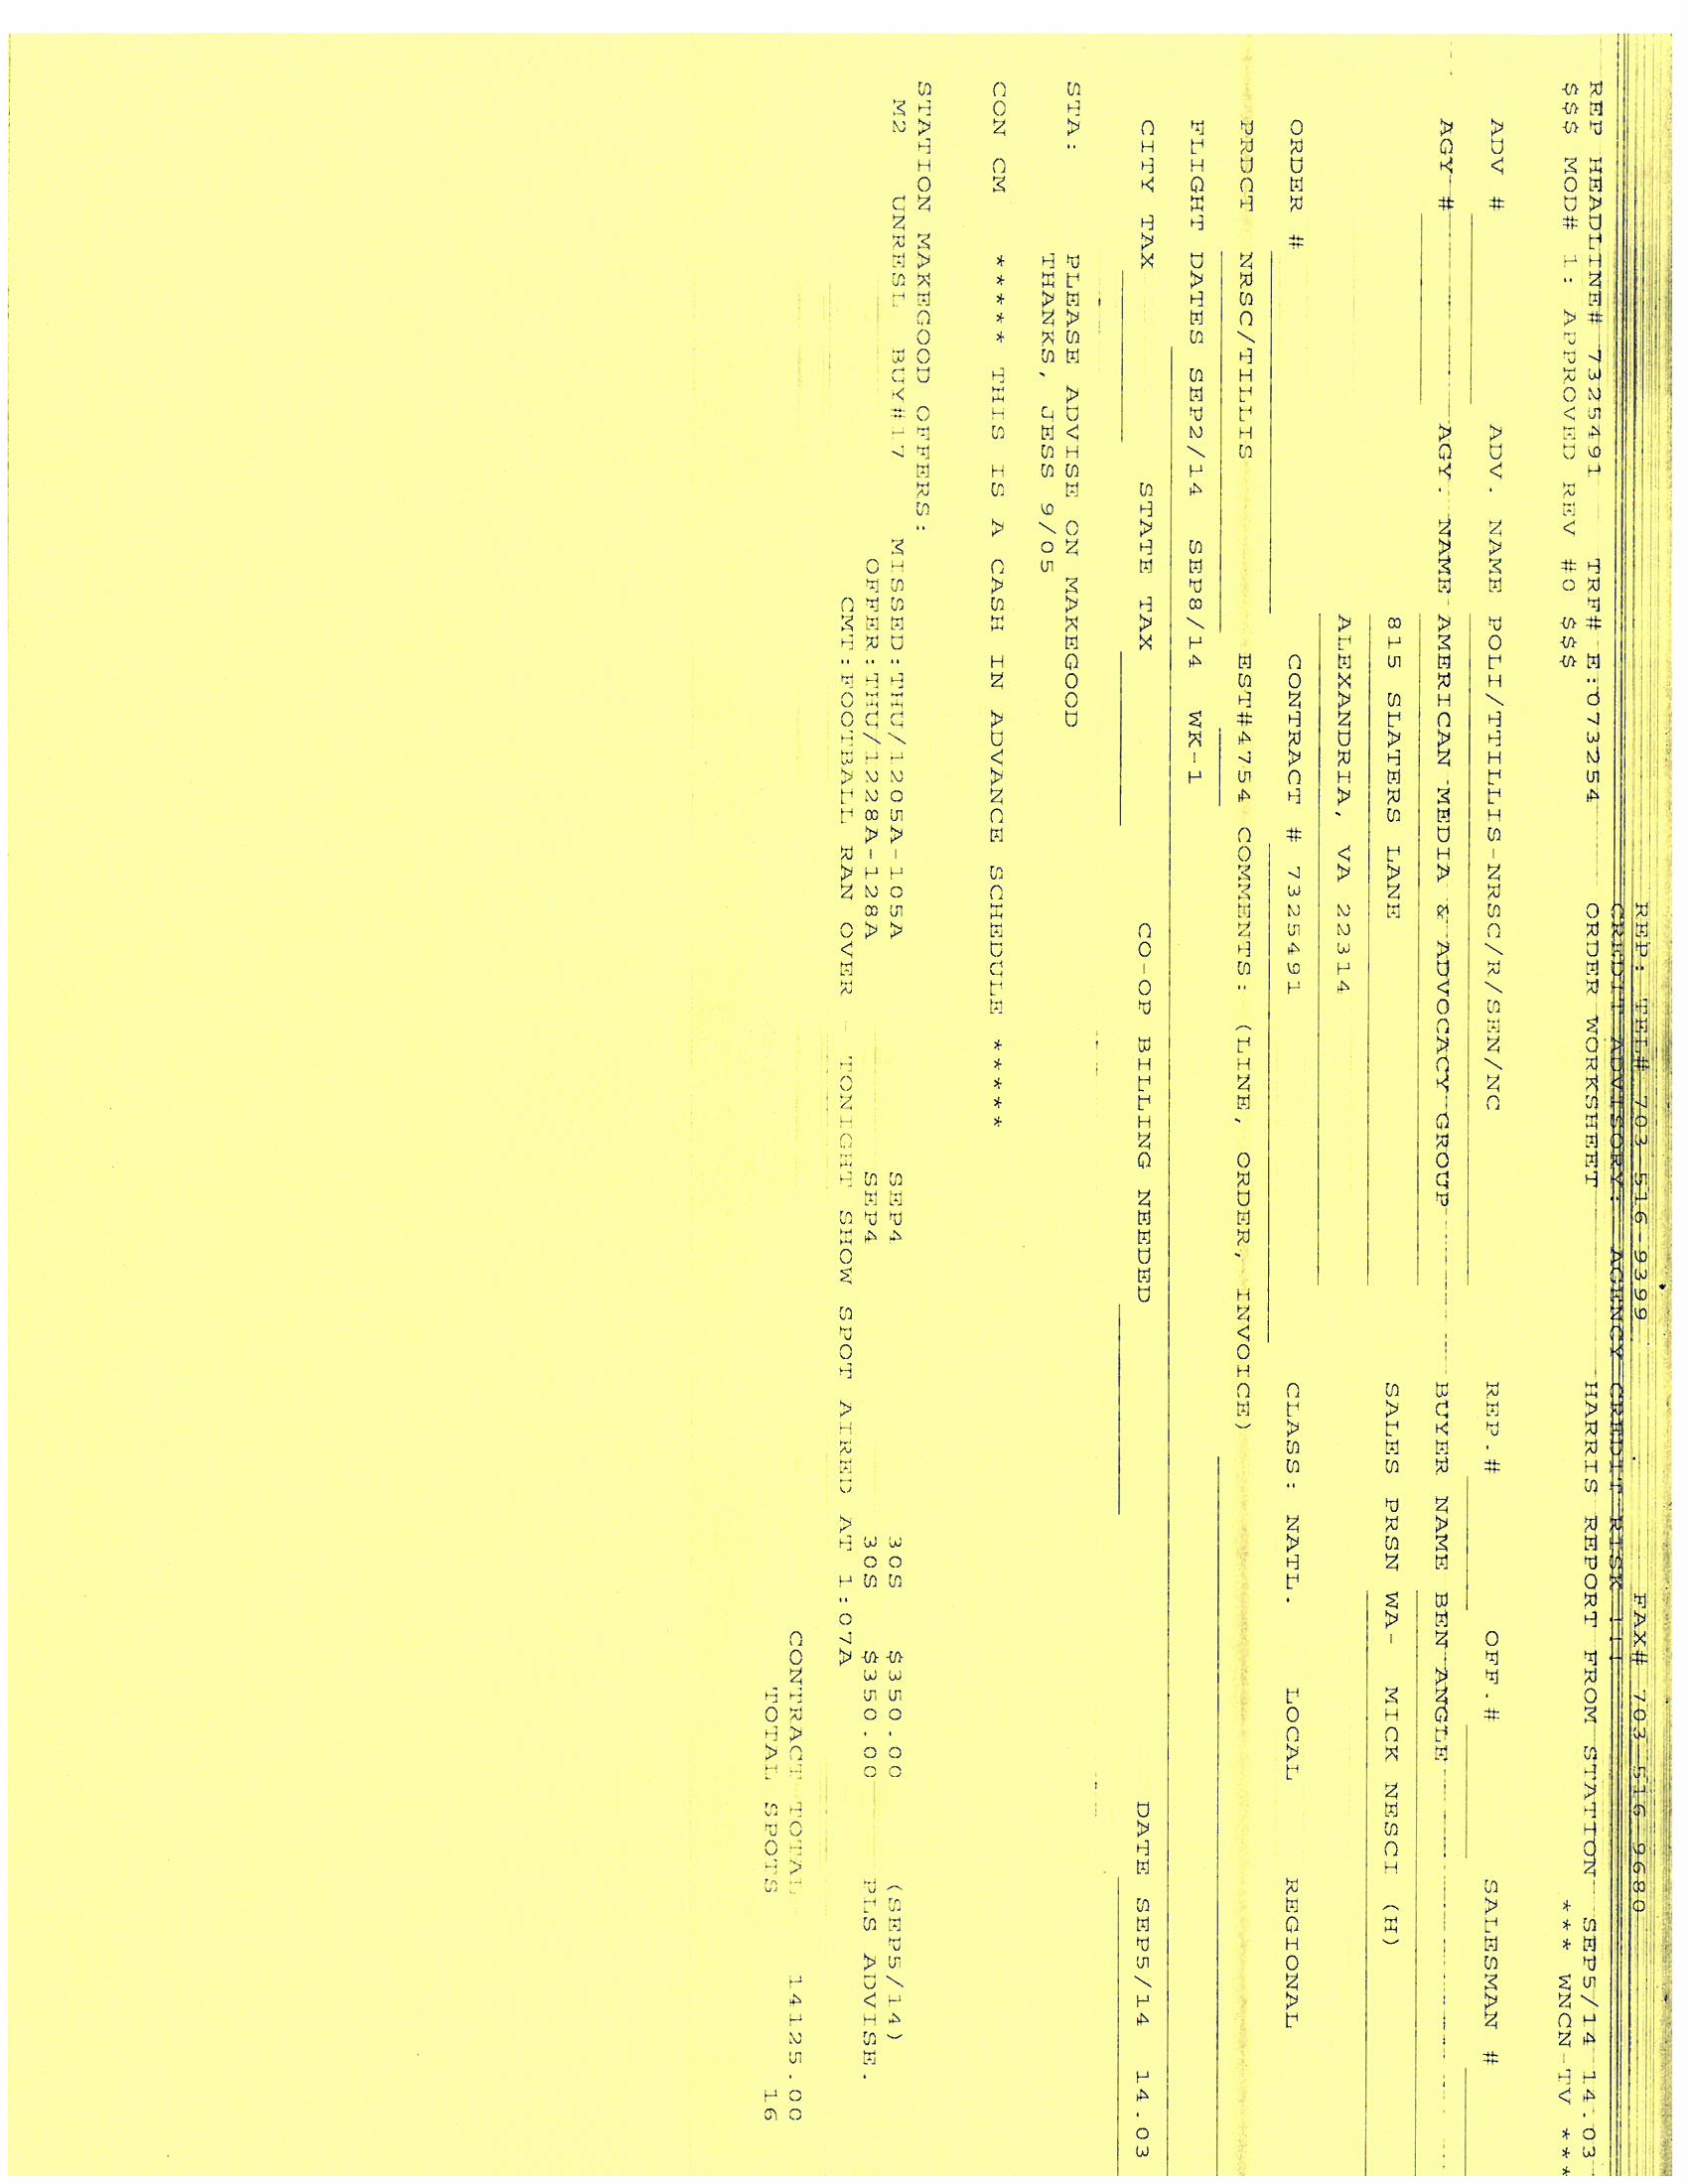 REP: TEL# 703 516 9399 FAX# 703 516 9680
CREDIT ADVISORY: AGENCY CREDIT RISK !!!
REP HEADLINE# 7325491 TRF# E:073254 ORDER WORKSHEET HARRIS REPORT FROM STATION SEP5/14 14.03
$$$ MOD# 1: APPROVED REV #0 $$$ *** WNCN-TV ***
ADV # ADV. NAME POLI/TTILLIS-NRSC/R/SEN/NC REP.# OFF.# SALESMAN #
AGY # AGY. NAME AMERICAN MEDIA & ADVOCACY GROUP BUYER NAME BEN ANGLE
815 SLATERS LANE SALES PRSN WA- MICK NESCI (H)
ALEXANDRIA, VA 22314
ORDER # CONTRACT # 7325491 CLASS: NATL. LOCAL REGIONAL
PRDCT NRSC/TILLIS EST#4754 COMMENTS: (LINE, ORDER, INVOICE)
FLIGHT DATES SEP2/14 SEP8/14 WK-1
CITY TAX STATE TAX CO-OP BILLING NEEDED DATE SEP5/14 14.03
STA: PLEASE ADVISE ON MAKEGOOD
THANKS, JESS 9/05
CON CM ***** THIS IS A CASH IN ADVANCE SCHEDULE *****
STATION MAKEGOOD OFFERS:
M2 UNRESL BUY#17 MISSED:THU/1205A-105A SEP4 30S $350.00 (SEP5/14)
OFFER:THU/1228A-128A SEP4 30S $350.00 PLS ADVISE.
CMT:FOOTBALL RAN OVER - TONIGHT SHOW SPOT AIRED AT 1:07A
CONTRACT TOTAL 14125.00
TOTAL SPOTS 16